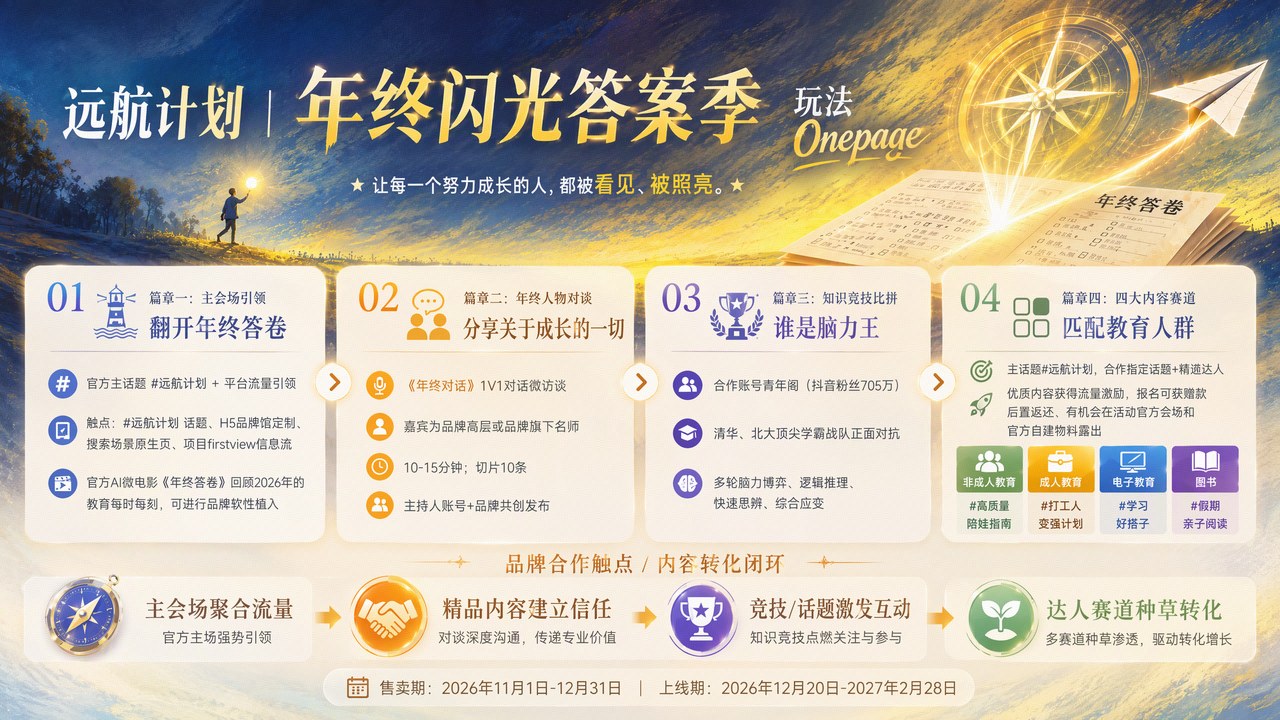 远航计划
年终闪光答案季
玩法
Onepage
让每一个努力成长的人,都被看见、被照亮。
年终答卷
01
篇章一:主会场引领
翻开年终答卷
官方主话题 #远航计划 + 平台流量引领
触点:#远航计划 话题、H5品牌馆定制、
搜索场景原生页、项目firstview信息流
官方AI微电影《年终答卷》回顾2026年的
教育每时每刻,可进行品牌软性植入
02
篇章二:年终人物对谈
分享关于成长的一切
《年终对话》1V1对话微访谈
嘉宾为品牌高层或品牌旗下名师
10-15分钟;切片10条
主持人账号+品牌共创发布
03
篇章三:知识竞技比拼
谁是脑力王
合作账号青年阁(抖音粉丝705万)
清华、北大顶尖学霸战队正面对抗
多轮脑力博弈、逻辑推理、
快速思辨、综合应变
04
篇章四:四大内容赛道
匹配教育人群
主话题#远航计划,合作指定话题+精选达人
优质内容获得流量激励,报名可获赠款
后置返还、有机会在活动官方会场和
官方自建物料露出
非成人教育
#高质量
陪娃指南
成人教育
#打工人
变强计划
电子教育
#学习
好搭子
图书
#假期
亲子阅读
品牌合作触点 / 内容转化闭环
主会场聚合流量
官方主场强势引领
精品内容建立信任
对谈深度沟通,传递专业价值
竞技/话题激发互动
知识竞技点燃关注与参与
达人赛道种草转化
多赛道种草渗透,驱动转化增长
售卖期:2026年11月1日-12月31日 | 上线期:2026年12月20日-2027年2月28日